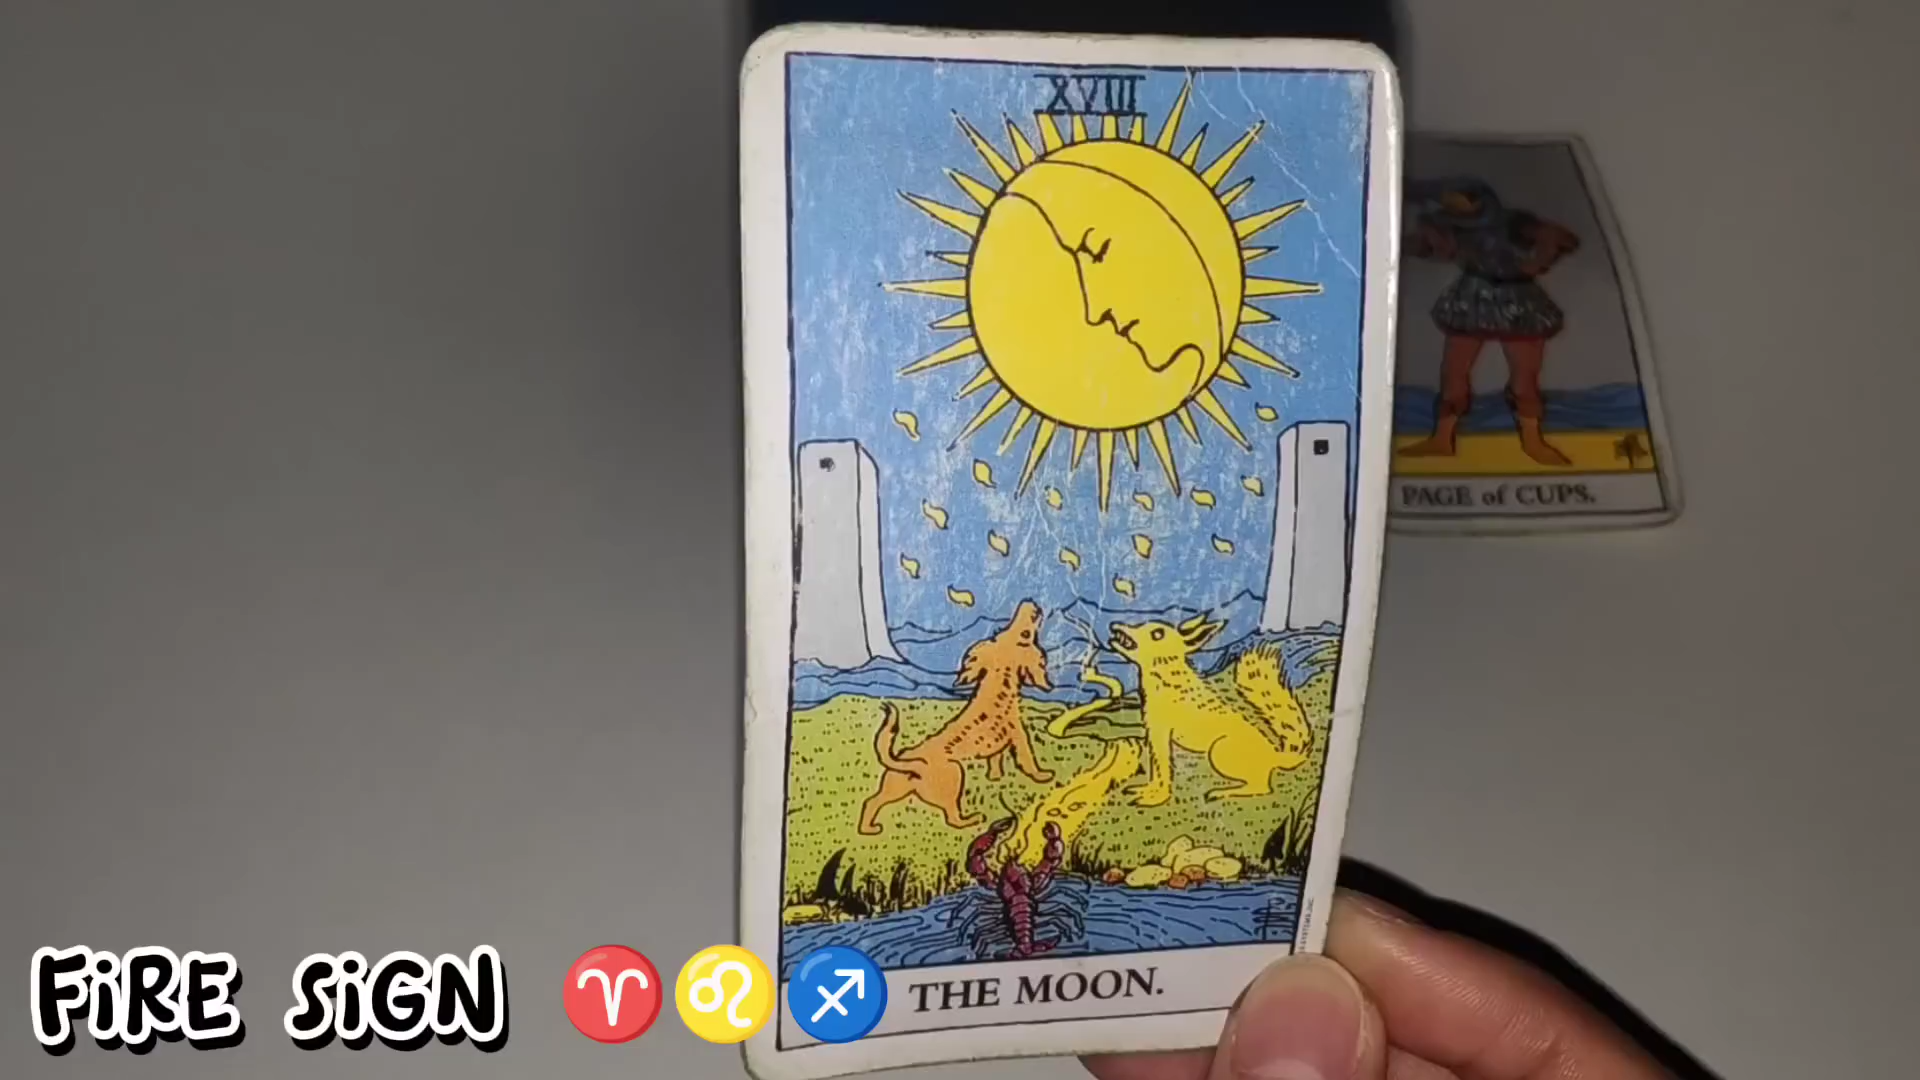 XVIII
PAGE of CUPS.
FiRE SiGN ♈♌♐
THE MOON.